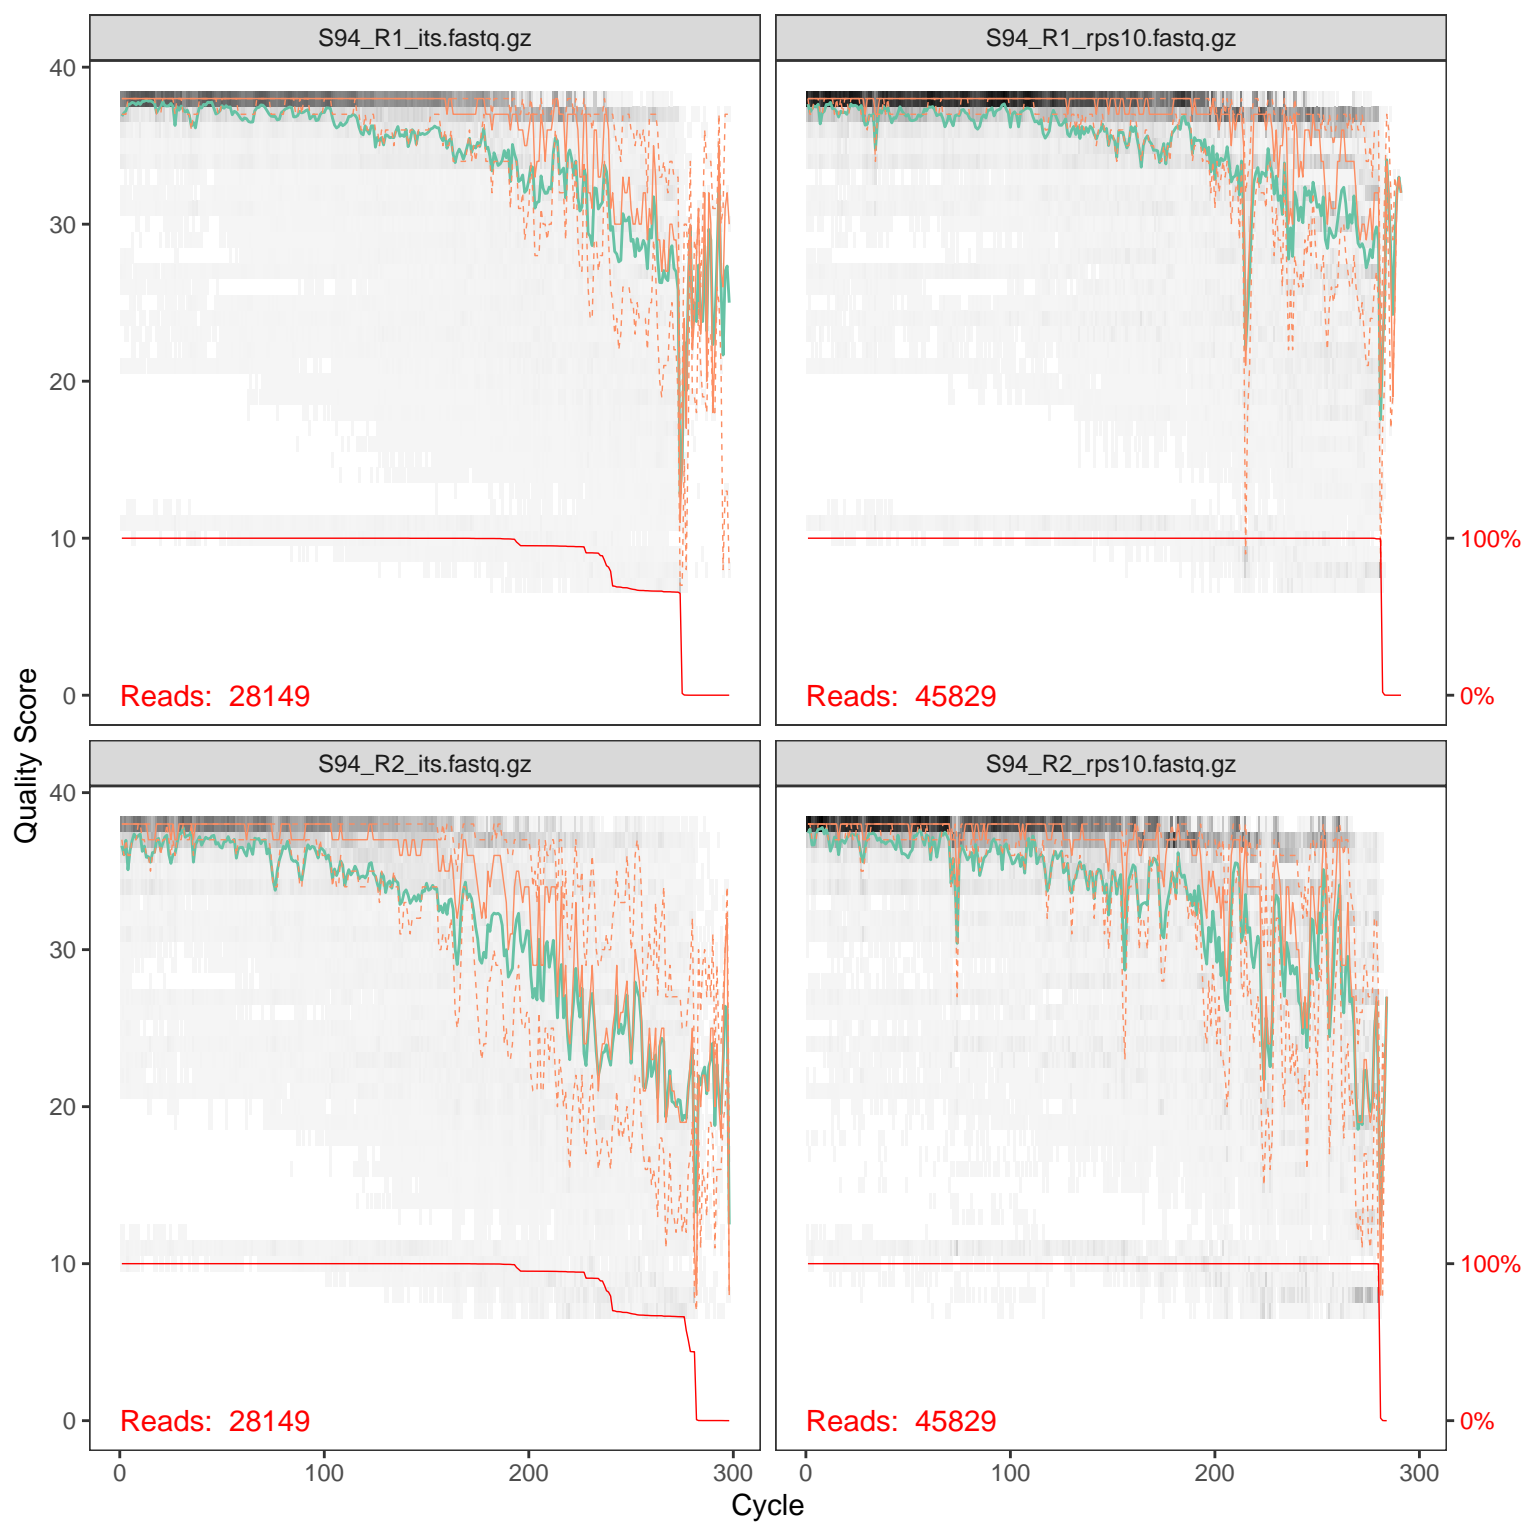 S94_R1_its.fastq.gz
S94_R1_rps10.fastq.gz
40
30
20
10
0
100%
0%
Reads: 28149
Reads: 45829
Quality Score
S94_R2_its.fastq.gz
S94_R2_rps10.fastq.gz
40
30
20
10
0
100%
0%
Reads: 28149
Reads: 45829
0 100 200 300
0 100 200 300
Cycle